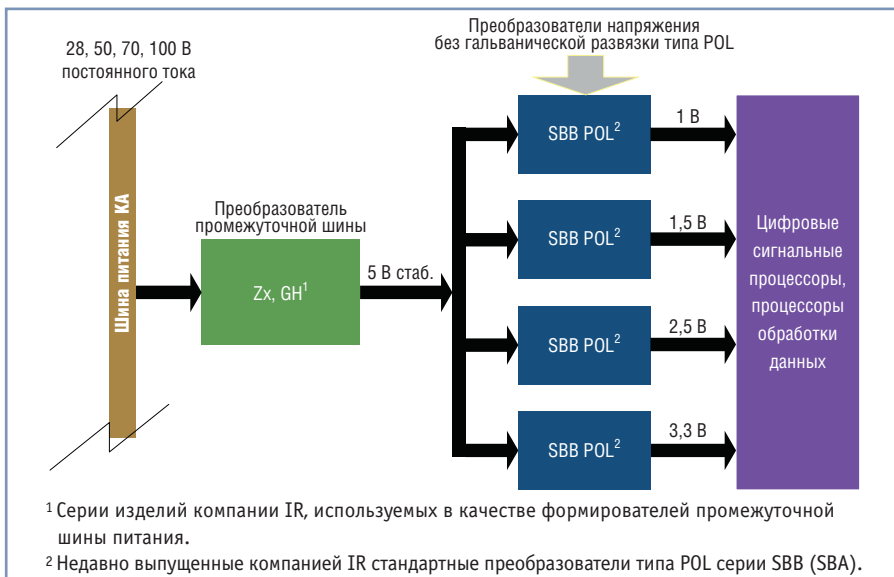 Преобразователи напряжения
без гальванической развязки типа POL
28, 50, 70, 100 В
постоянного тока
Шина питания КА
Преобразователь
промежуточной шины
Zx, GH¹
5 В стаб.
SBB POL²
1 В
SBB POL²
1,5 В
SBB POL²
2,5 В
SBB POL²
3,3 В
Цифровые
сигнальные
процессоры,
процессоры
обработки
данных
¹ Серии изделий компании IR, используемых в качестве формирователей промежуточной
шины питания.
² Недавно выпущенные компанией IR стандартные преобразователи типа POL серии SBB (SBA).